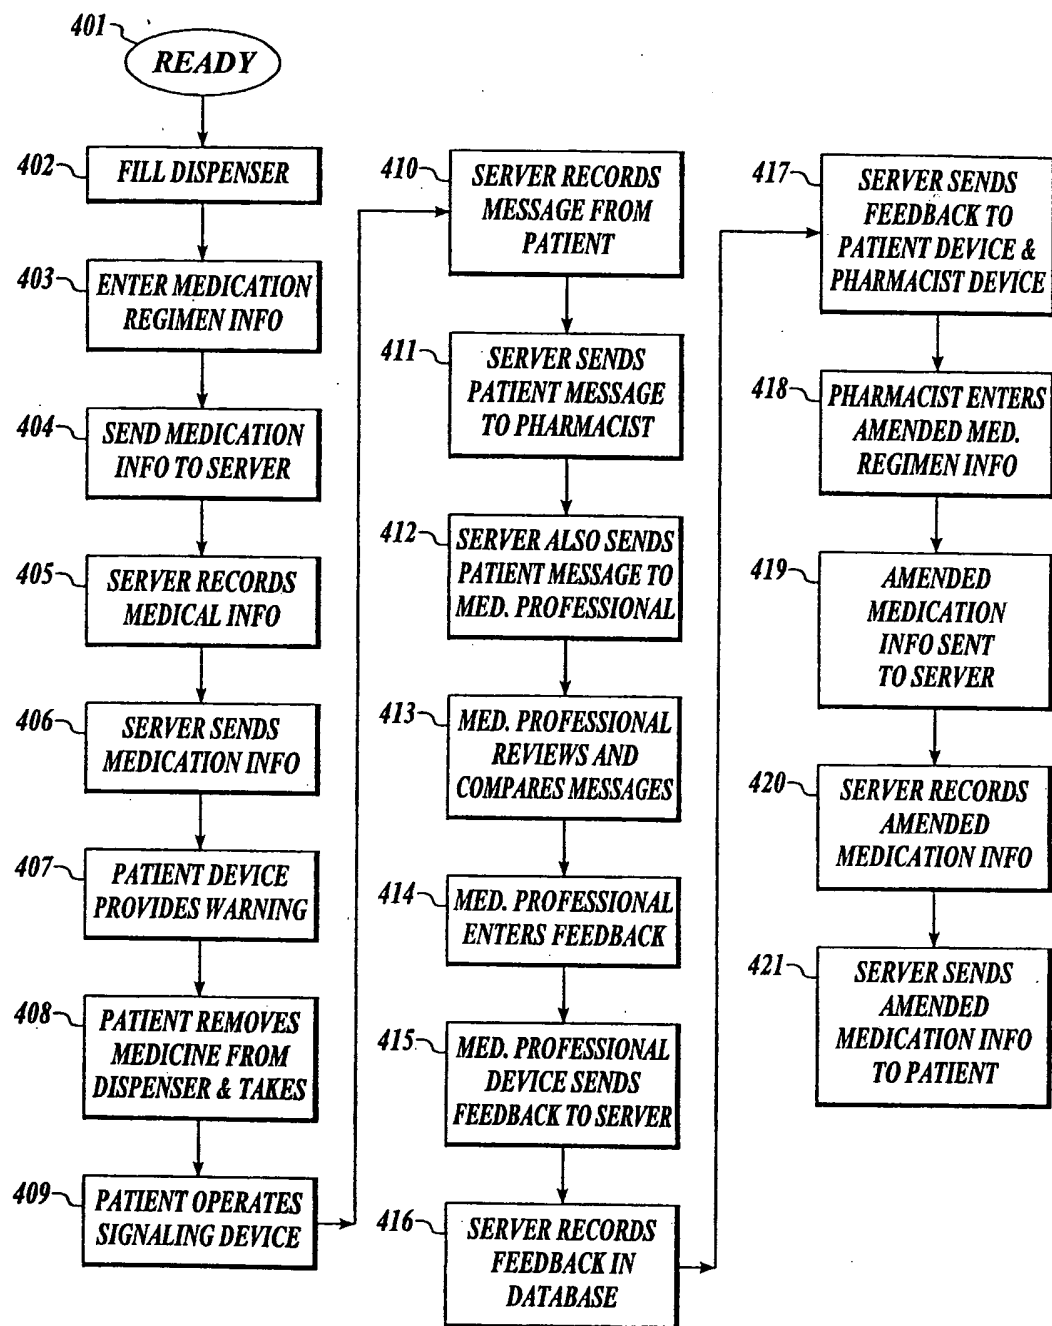 401
READY
402
FILL DISPENSER
403
ENTER MEDICATION
REGIMEN INFO
404
SEND MEDICATION
INFO TO SERVER
405
SERVER RECORDS
MEDICAL INFO
406
SERVER SENDS
MEDICATION INFO
407
PATIENT DEVICE
PROVIDES WARNING
408
PATIENT REMOVES
MEDICINE FROM
DISPENSER & TAKES
409
PATIENT OPERATES
SIGNALING DEVICE
410
SERVER RECORDS
MESSAGE FROM
PATIENT
411
SERVER SENDS
PATIENT MESSAGE
TO PHARMACIST
412
SERVER ALSO SENDS
PATIENT MESSAGE TO
MED. PROFESSIONAL
413
MED. PROFESSIONAL
REVIEWS AND
COMPARES MESSAGES
414
MED. PROFESSIONAL
ENTERS FEEDBACK
415
MED. PROFESSIONAL
DEVICE SENDS
FEEDBACK TO SERVER
416
SERVER RECORDS
FEEDBACK IN
DATABASE
417
SERVER SENDS
FEEDBACK TO
PATIENT DEVICE &
PHARMACIST DEVICE
418
PHARMACIST ENTERS
AMENDED MED.
REGIMEN INFO
419
AMENDED
MEDICATION
INFO SENT
TO SERVER
420
SERVER RECORDS
AMENDED
MEDICATION INFO
421
SERVER SENDS
AMENDED
MEDICATION INFO
TO PATIENT